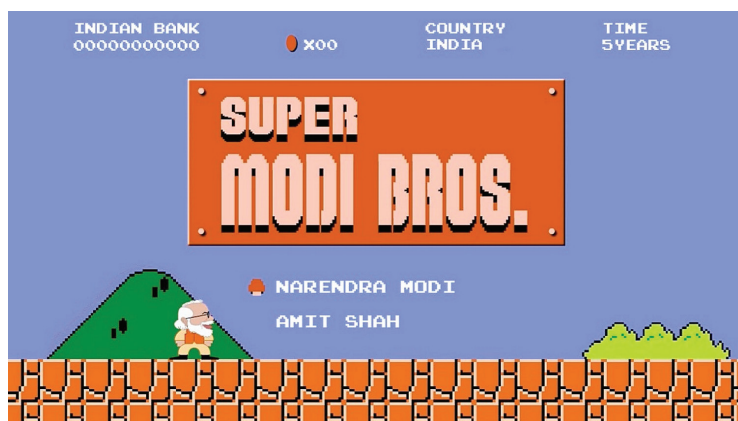 INDIAN BANK
00000000000
x00
COUNTRY
INDIA
TIME
5YEARS
SUPER
MODI BROS.
NARENDRA MODI
AMIT SHAH